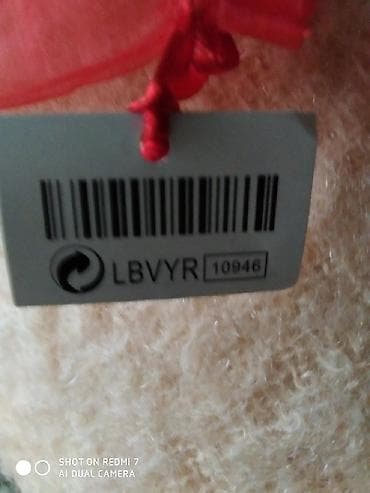 LBVYR 10946
SHOT ON REDMI 7
AI DUAL CAMERA